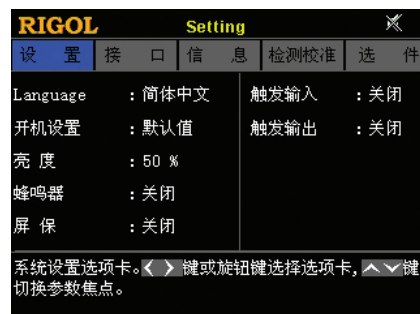 RIGOL Setting
设 置 接 口 信 息 检测校准 选 件
Language : 简体中文 触发输入 : 关闭
开机设置 : 默认值 触发输出 : 关闭
亮 度 : 50 %
蜂鸣器 : 关闭
屏 保 : 关闭
系统设置选项卡。< > 键或旋钮键选择选项卡, ∧ ∨ 键
切换参数焦点。